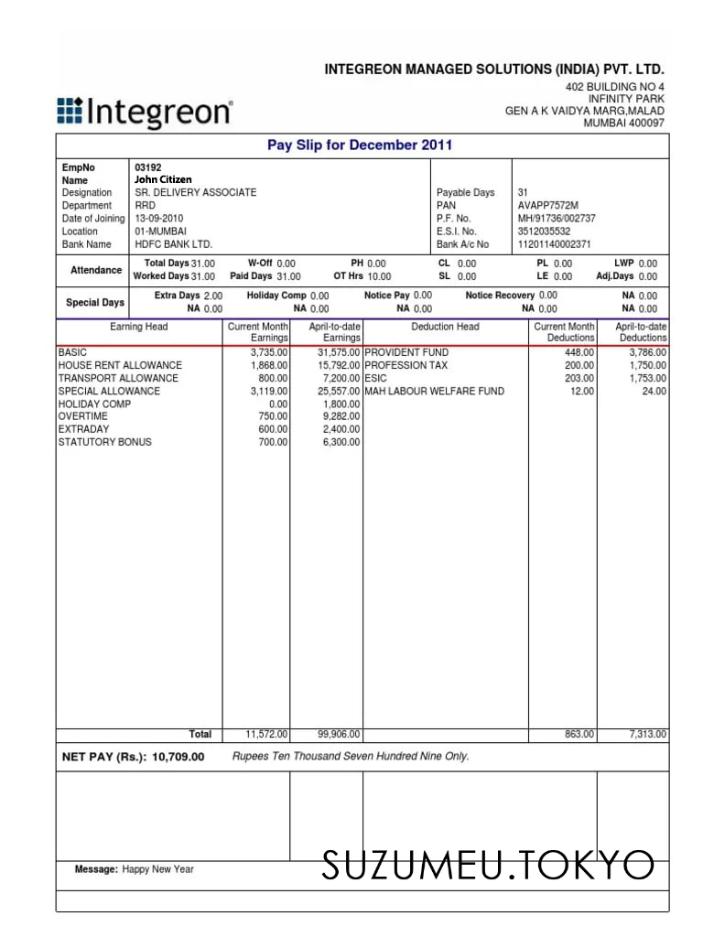 INTEGREON MANAGED SOLUTIONS (INDIA) PVT. LTD.
402 BUILDING NO 4
INFINITY PARK
GEN A K VAIDYA MARG,MALAD
MUMBAI 400097
Integreon
Pay Slip for December 2011
EmpNo 03192
Name John Citizen
Designation SR. DELIVERY ASSOCIATE Payable Days 31
Department RRD PAN AVAPP7572M
Date of Joining 13-09-2010 P.F. No. MH/91736/002737
Location 01-MUMBAI E.S.I. No. 3512035532
Bank Name HDFC BANK LTD. Bank A/c No 11201140002371
Attendance Total Days 31.00 W-Off 0.00 PH 0.00 CL 0.00 PL 0.00 LWP 0.00
Worked Days 31.00 Paid Days 31.00 OT Hrs 10.00 SL 0.00 LE 0.00 Adj.Days 0.00
Special Days Extra Days 2.00 Holiday Comp 0.00 Notice Pay 0.00 Notice Recovery 0.00 NA 0.00
NA 0.00 NA 0.00 NA 0.00 NA 0.00 NA 0.00
Earning Head Current Month April-to-date Deduction Head Current Month April-to-date
Earnings Earnings Deductions Deductions
BASIC 3,735.00 31,575.00 PROVIDENT FUND 448.00 3,786.00
HOUSE RENT ALLOWANCE 1,868.00 15,792.00 PROFESSION TAX 200.00 1,750.00
TRANSPORT ALLOWANCE 800.00 7,200.00 ESIC 203.00 1,753.00
SPECIAL ALLOWANCE 3,119.00 25,557.00 MAH LABOUR WELFARE FUND 12.00 24.00
HOLIDAY COMP 0.00 1,800.00
OVERTIME 750.00 9,282.00
EXTRADAY 600.00 2,400.00
STATUTORY BONUS 700.00 6,300.00
Total 11,572.00 99,906.00 863.00 7,313.00
NET PAY (Rs.): 10,709.00 Rupees Ten Thousand Seven Hundred Nine Only.
Message: Happy New Year
SUZUMEU.TOKYO